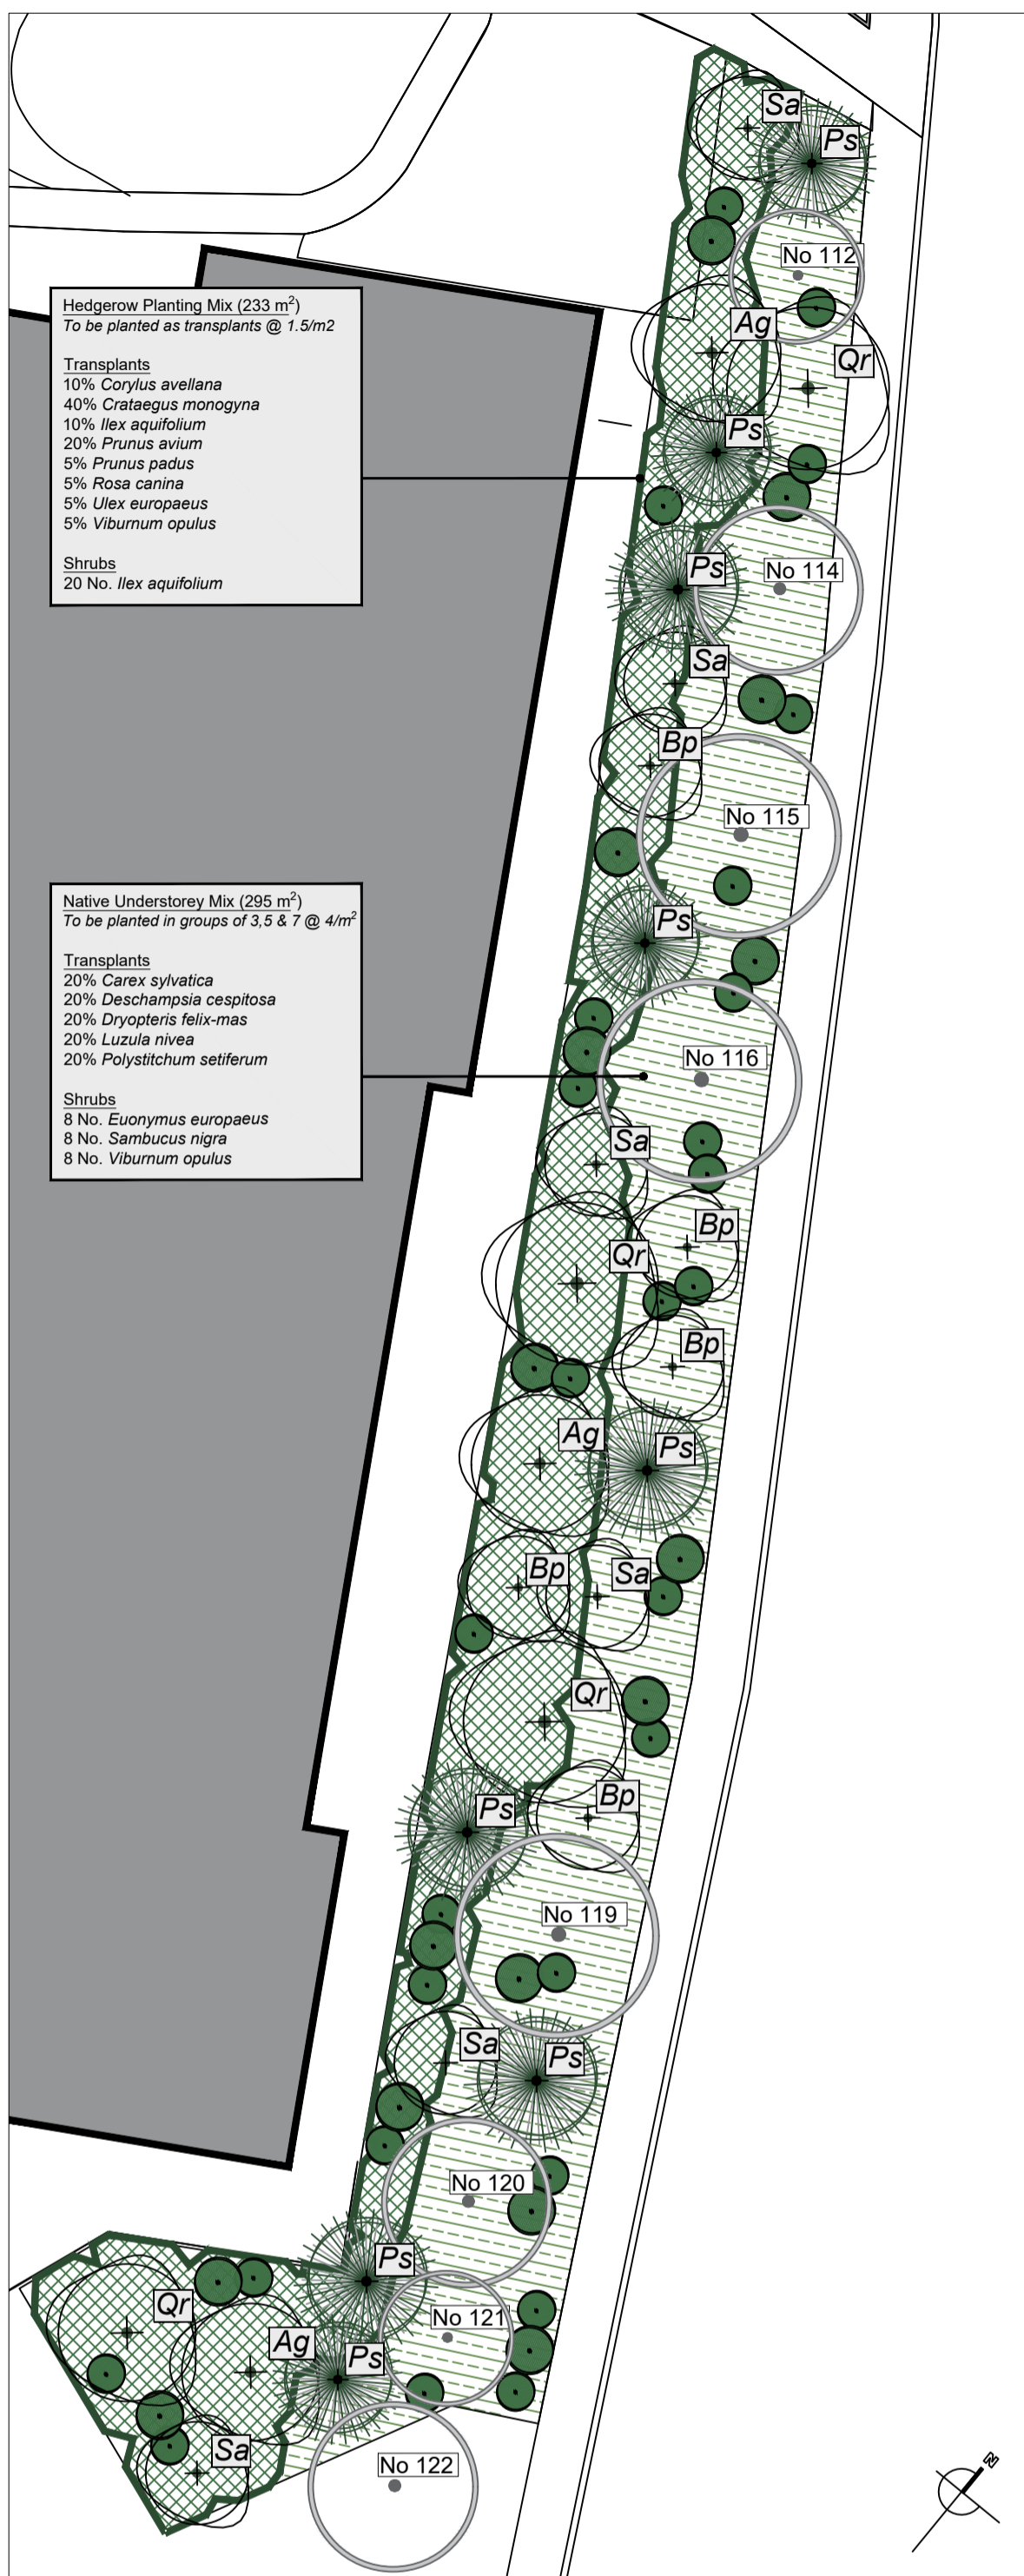 Sa
Ps
No 112
Ag
Qr
Hedgerow Planting Mix (233 m²)
To be planted as transplants @ 1.5/m2
Transplants
10% Corylus avellana
40% Crataegus monogyna
10% Ilex aquifolium
20% Prunus avium
5% Prunus padus
5% Rosa canina
5% Ulex europaeus
5% Viburnum opulus
Shrubs
20 No. Ilex aquifolium
Ps
Ps
No 114
Sa
Bp
No 115
Native Understorey Mix (295 m²)
To be planted in groups of 3,5 & 7 @ 4/m²
Transplants
20% Carex sylvatica
20% Deschampsia cespitosa
20% Dryopteris felix-mas
20% Luzula nivea
20% Polystitchum setiferum
Shrubs
8 No. Euonymus europaeus
8 No. Sambucus nigra
8 No. Viburnum opulus
Ps
No 116
Sa
Bp
Qr
Bp
Ag
Ps
Bp
Sa
Qr
Bp
Ps
No 119
Sa
Ps
No 120
Ps
Qr
No 121
Ag
Ps
Sa
No 122
N